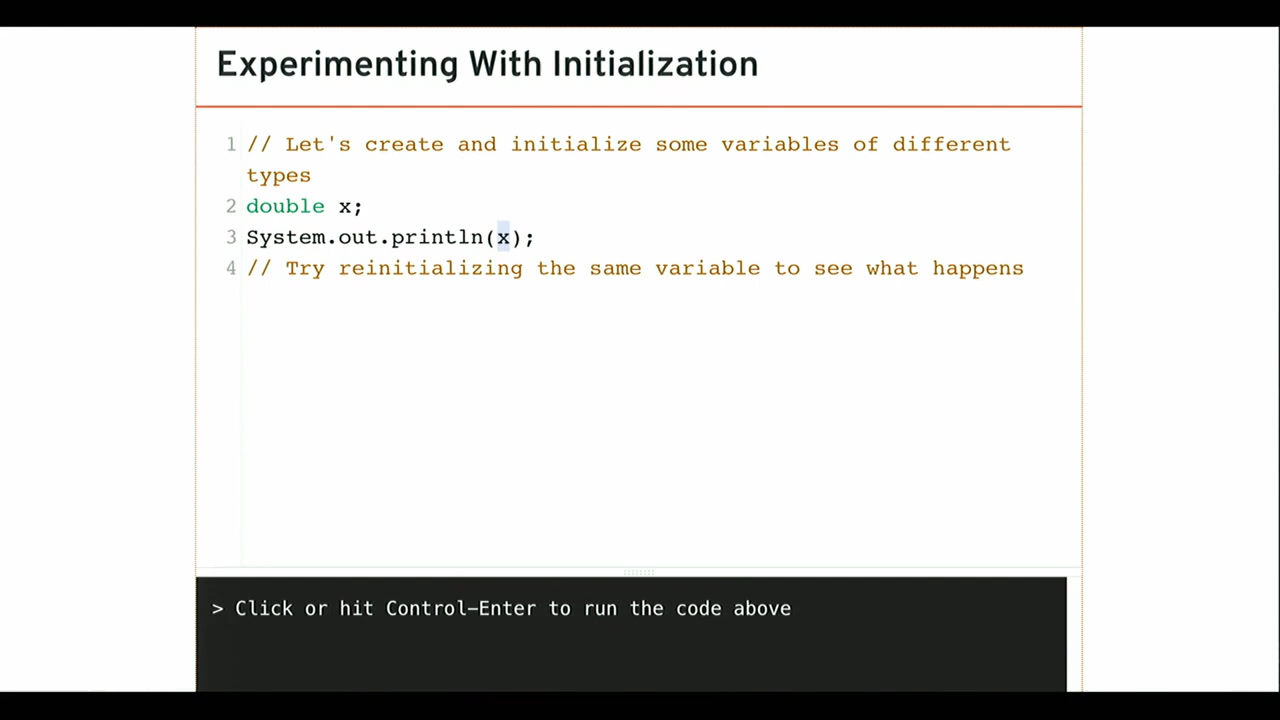 Experimenting With Initialization
1 // Let's create and initialize some variables of different
types
2 double x;
3 System.out.println(x);
4 // Try reinitializing the same variable to see what happens
> Click or hit Control-Enter to run the code above